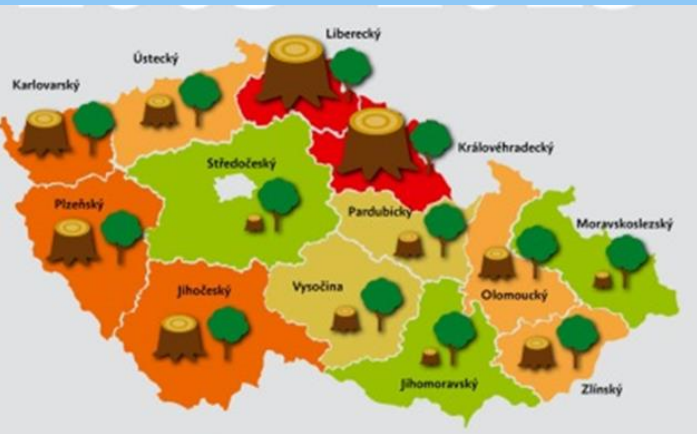 Liberecký
Ústecký
Karlovarský
Královéhradecký
Středočeský
Plzeňský
Pardubický
Moravskoslezský
Jihočeský
Vysočina
Olomoucký
Jihomoravský
Zlínský